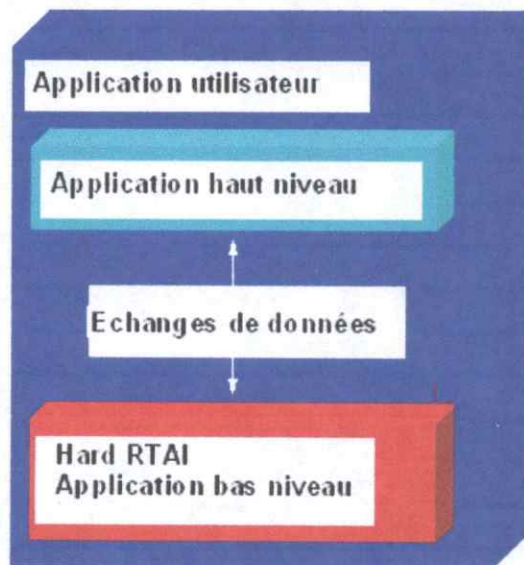 Application utilisateur
Application haut niveau
Echanges de données
Hard RTAI
Application bas niveau